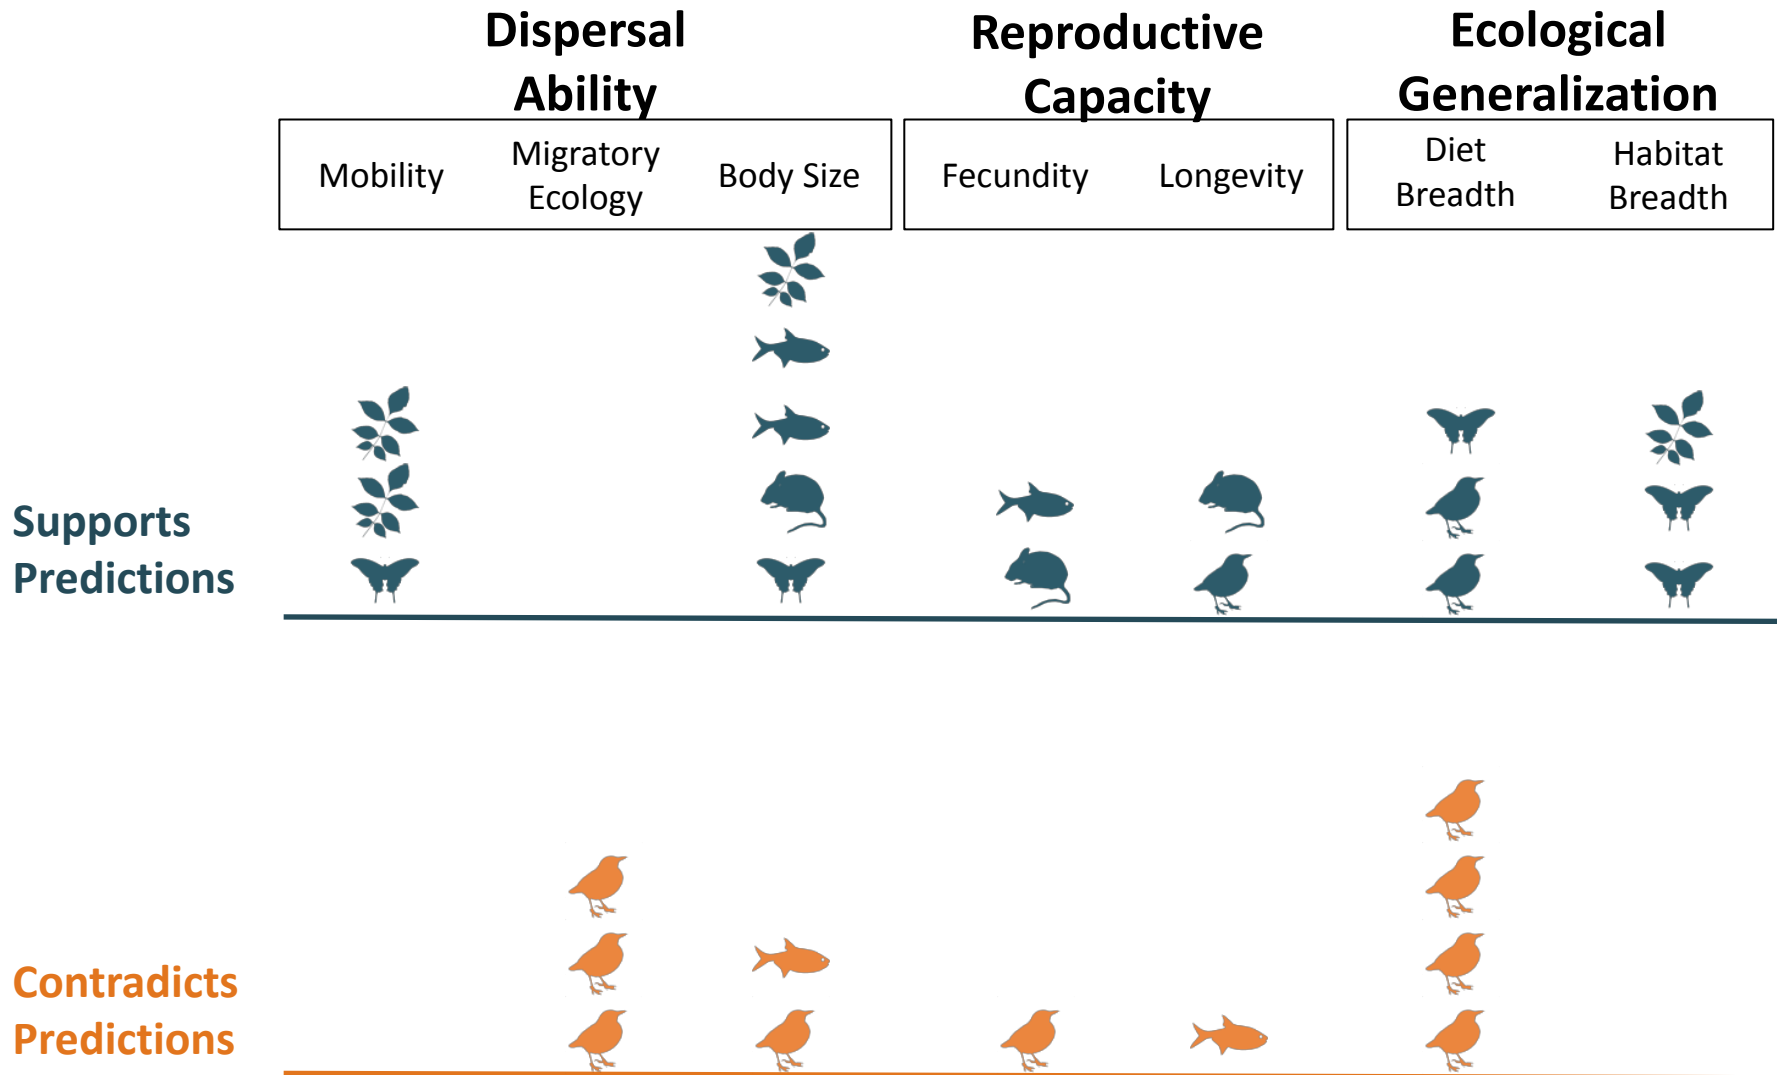 Dispersal
Ability
Reproductive
Capacity
Ecological
Generalization
Mobility
Migratory
Ecology
Body Size
Fecundity
Longevity
Diet
Breadth
Habitat
Breadth
Supports
Predictions
Contradicts
Predictions